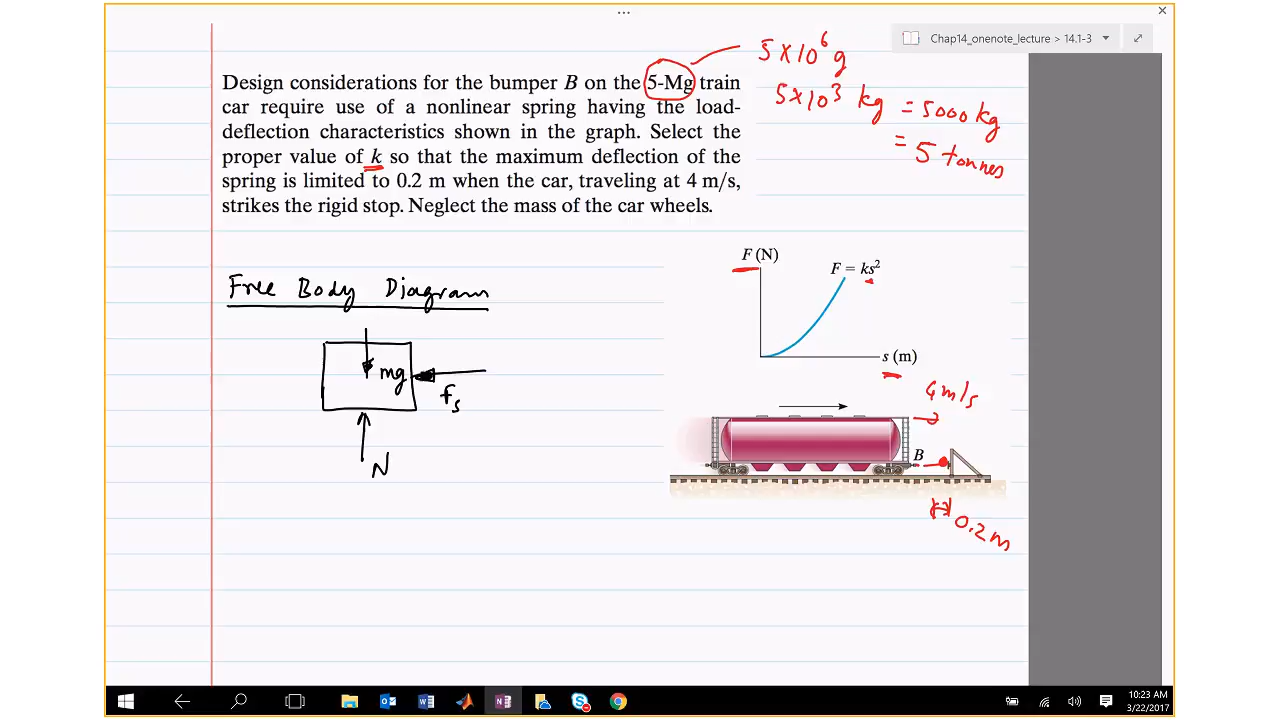 Chap14_onenote_lecture > 14.1-3
5 X 10^6 g
Design considerations for the bumper B on the 5-Mg train
car require use of a nonlinear spring having the load-
deflection characteristics shown in the graph. Select the
proper value of k so that the maximum deflection of the
spring is limited to 0.2 m when the car, traveling at 4 m/s,
strikes the rigid stop. Neglect the mass of the car wheels.
5 X 10^3 kg = 5000 kg
= 5 tonnes
Free Body Diagram
mg
fs
N
F (N)
F = ks²
s (m)
4 m/s
B
0.2 m
10:23 AM
3/22/2017